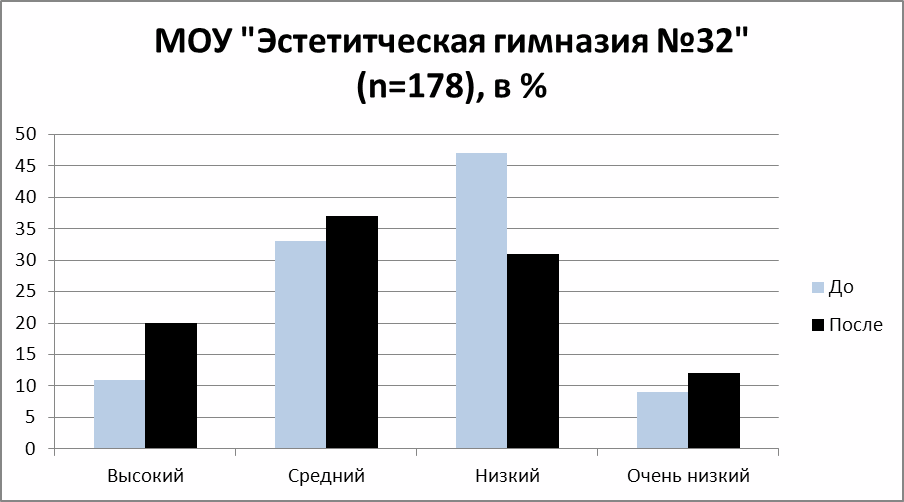 МОУ "Эстетитческая гимназия №32"
(n=178), в %
50
45
40
35
30
25
20
15
10
5
0
Высокий
Средний
Низкий
Очень низкий
До
После